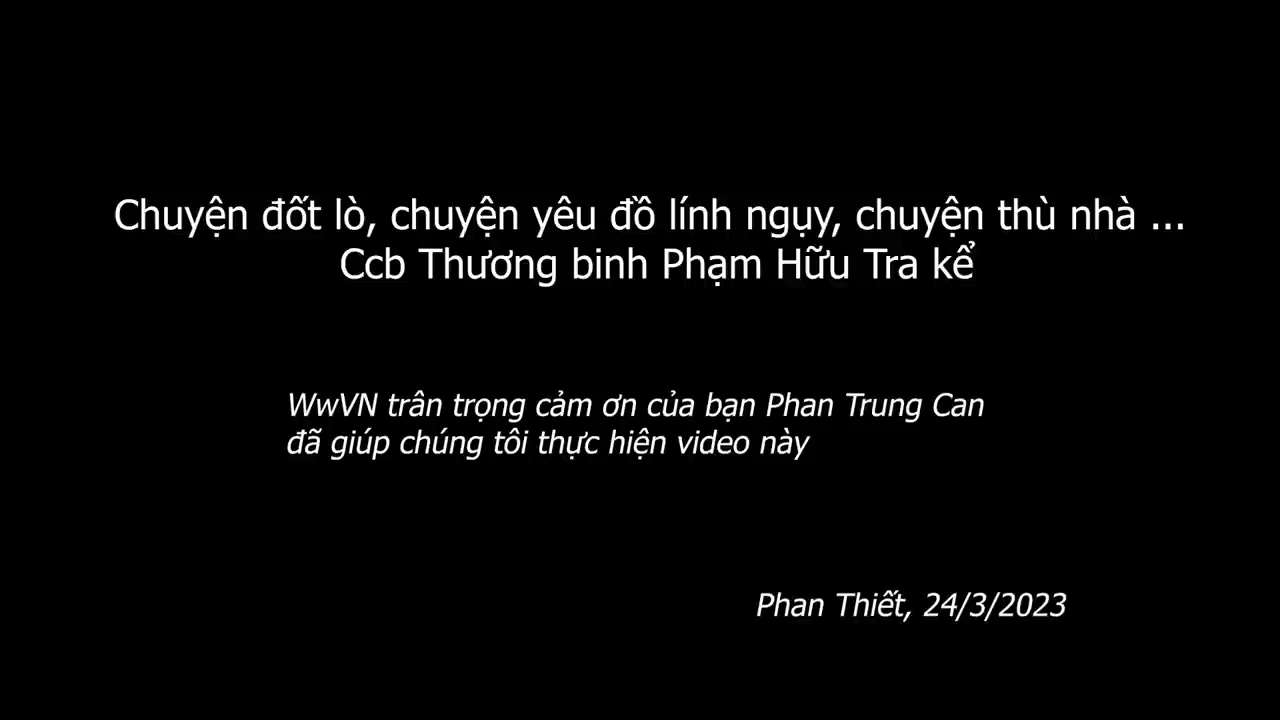 Chuyện đốt lò, chuyện yêu đồ lính ngụy, chuyện thù nhà ...
Ccb Thương binh Phạm Hữu Tra kể
WwVN trân trọng cảm ơn của bạn Phan Trung Can
đã giúp chúng tôi thực hiện video này
Phan Thiết, 24/3/2023